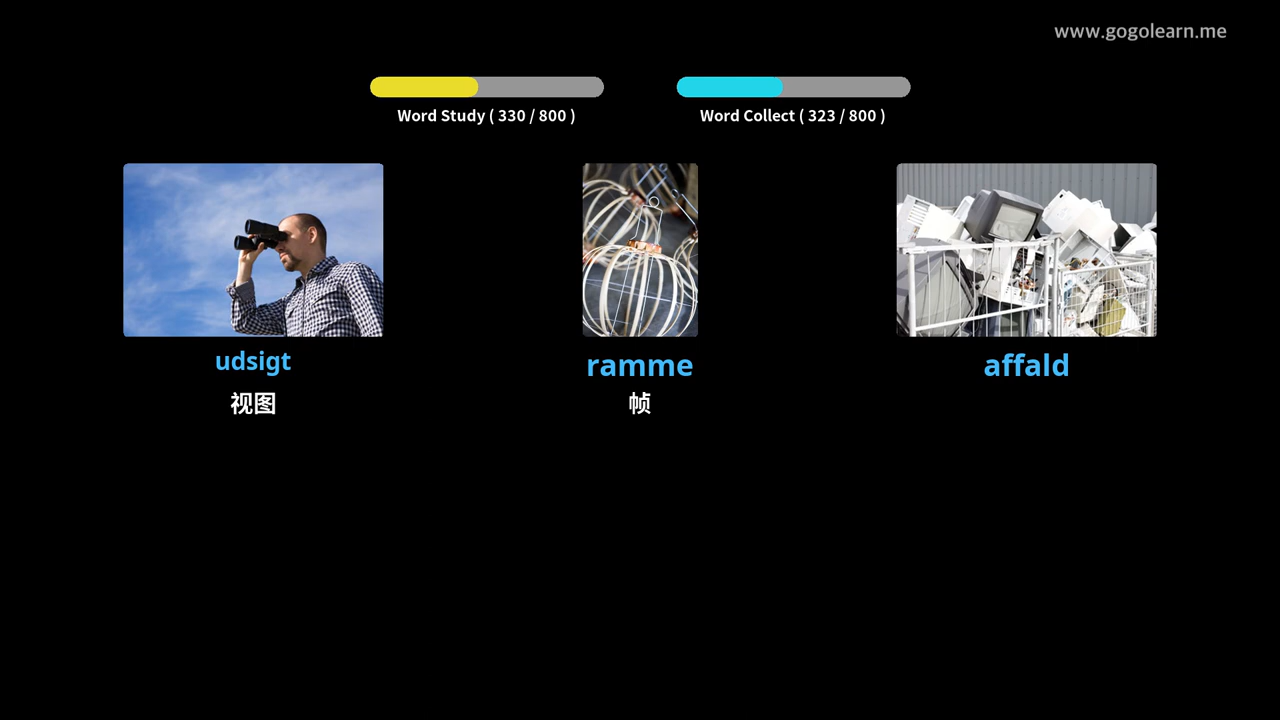 www.gogolearn.me
Word Study ( 330 / 800 )
Word Collect ( 323 / 800 )
udsigt
视图
ramme
帧
affald